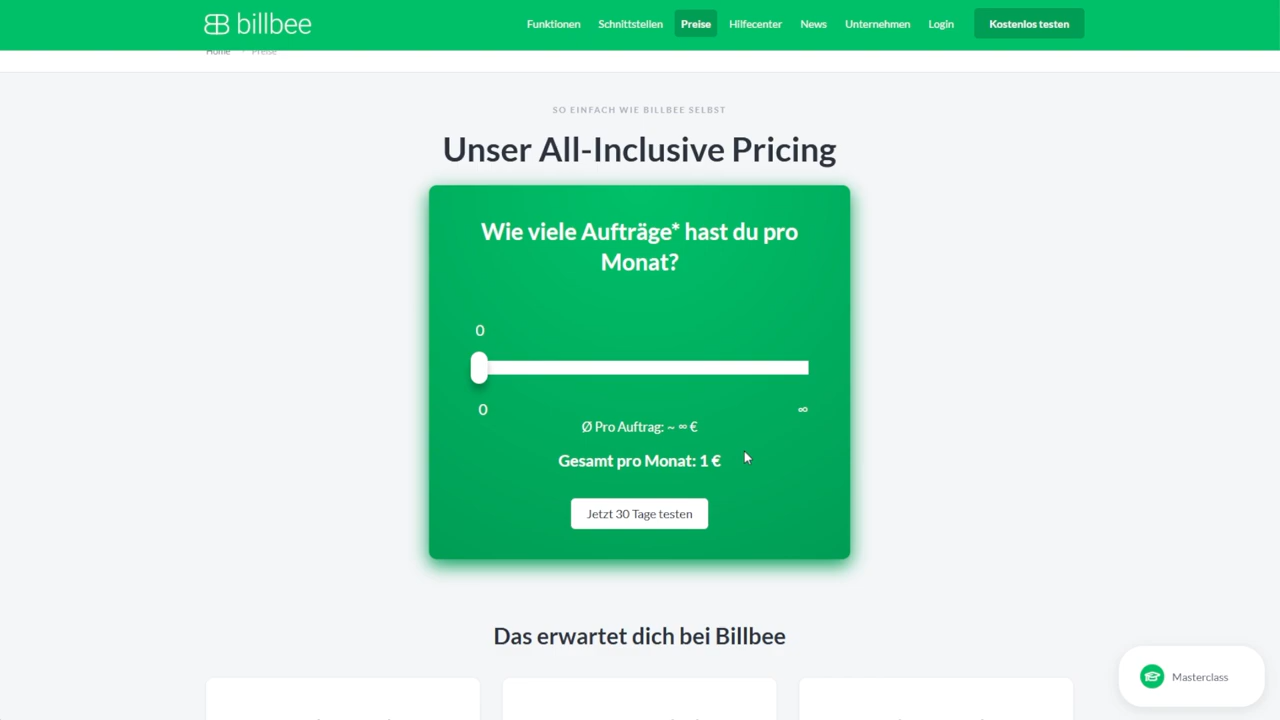 billbee
Funktionen Schnittstellen Preise Hilfecenter News Unternehmen Login Kostenlos testen
Home Preise
SO EINFACH WIE BILLBEE SELBST
Unser All-Inclusive Pricing
Wie viele Aufträge* hast du pro
Monat?
0
0 ∞
Ø Pro Auftrag: ~ ∞ €
Gesamt pro Monat: 1 €
Jetzt 30 Tage testen
Das erwartet dich bei Billbee
Masterclass